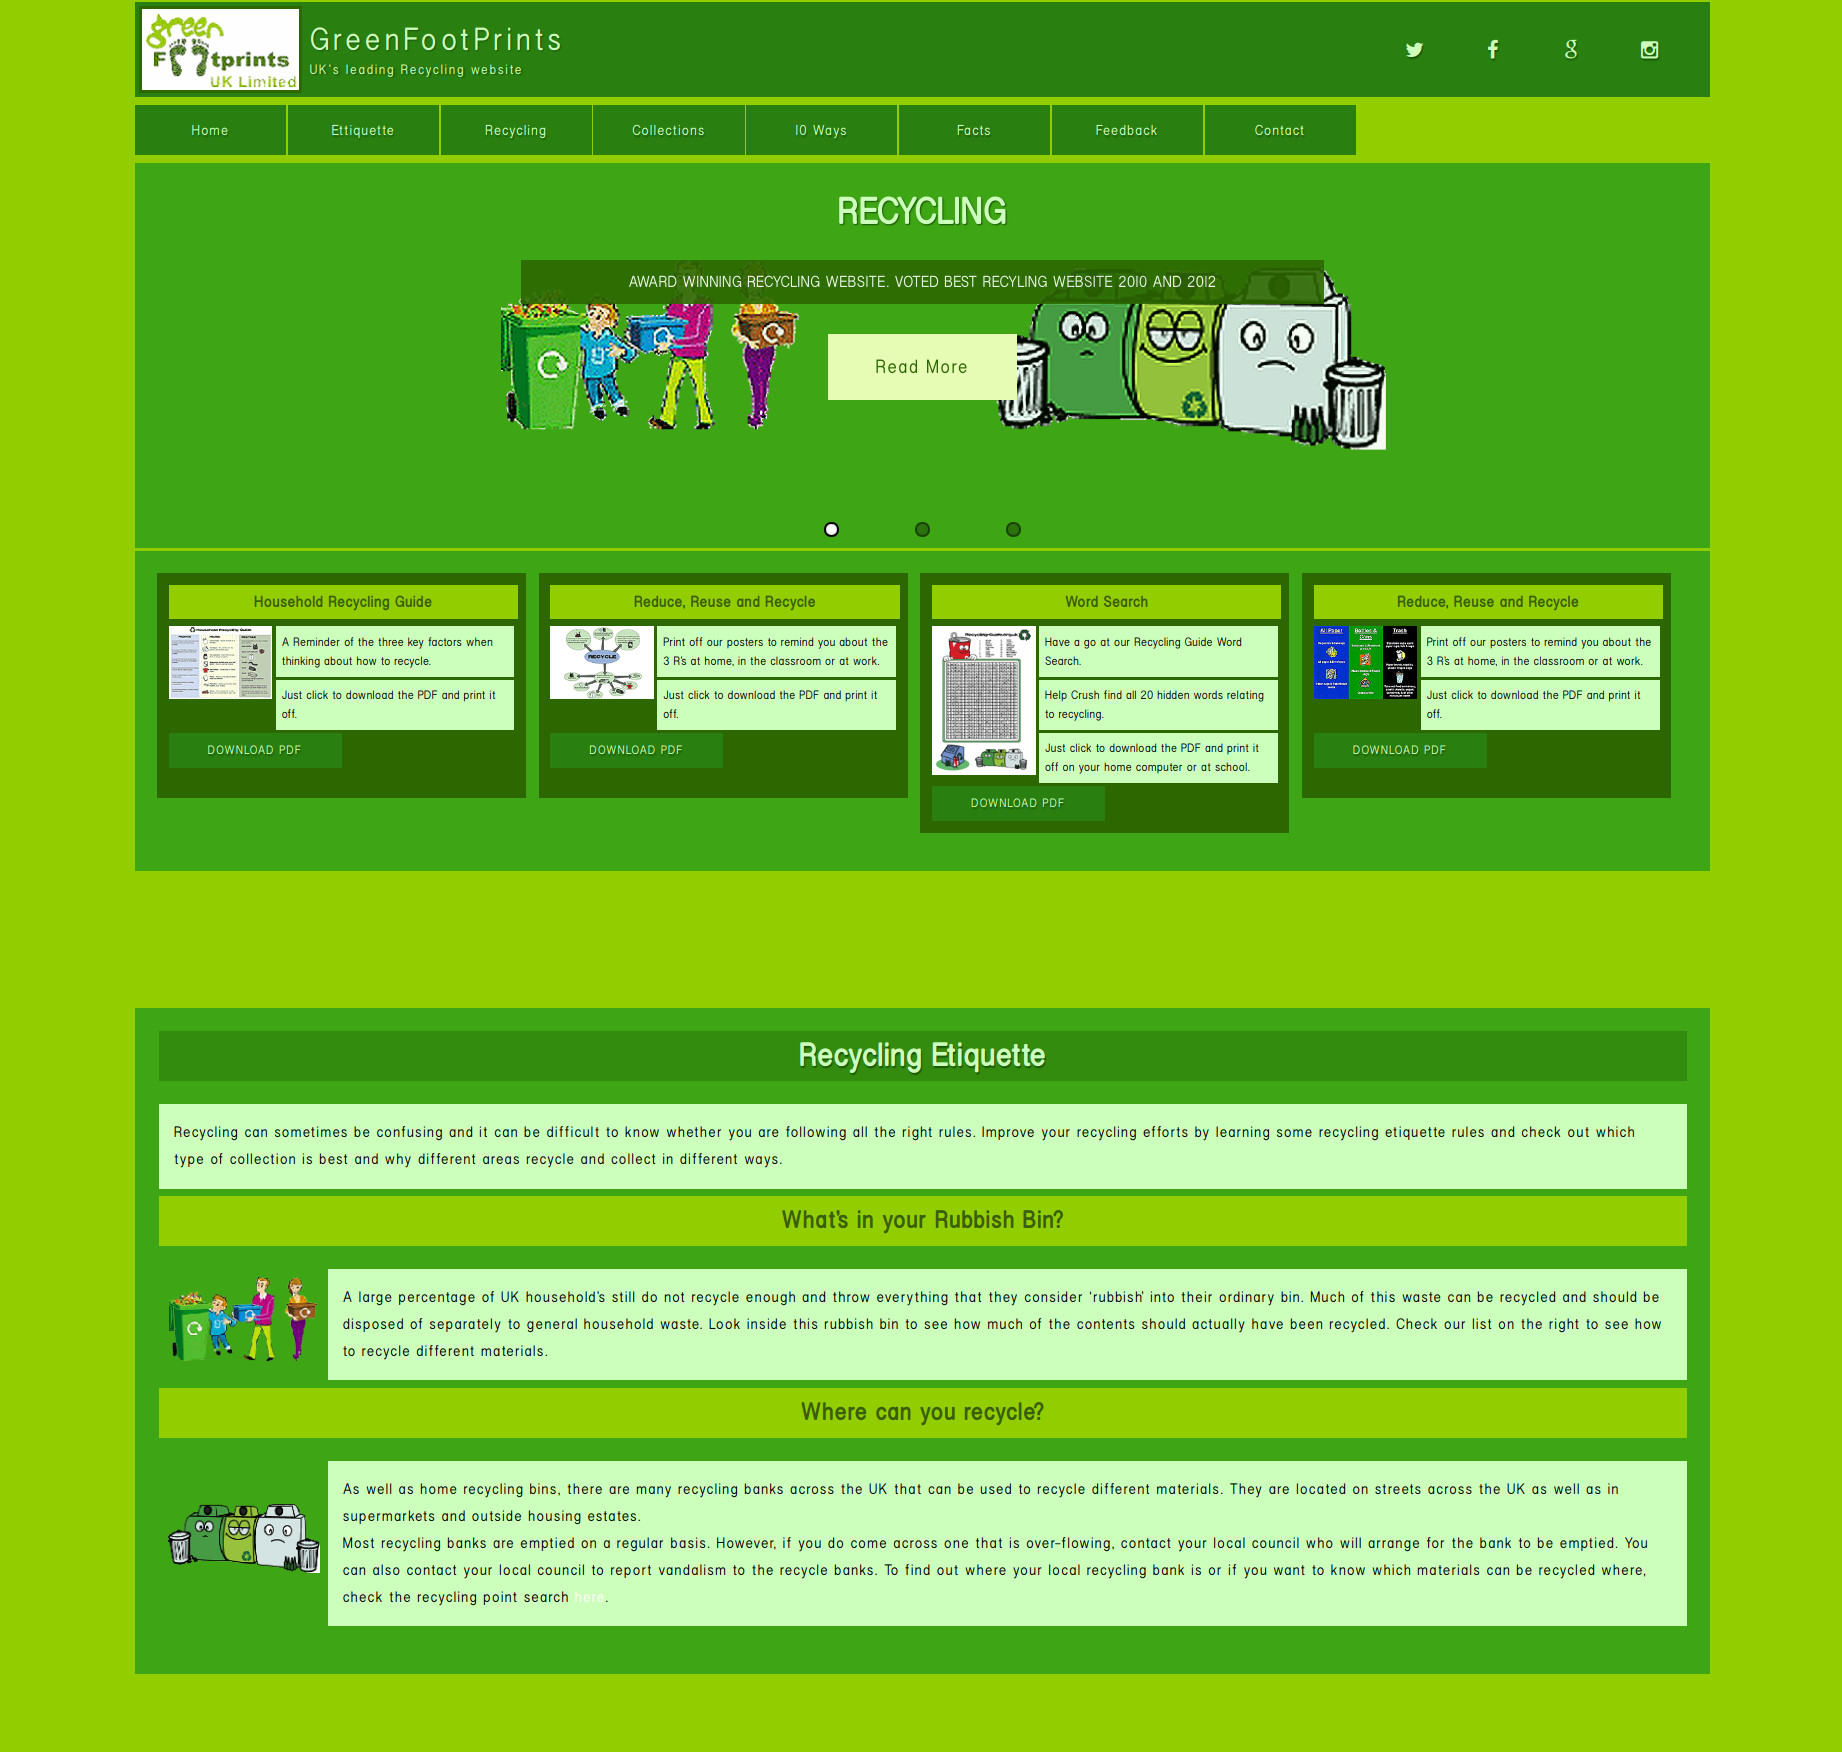 green
F tprints
UK Limited
GreenFootPrints
UK's leading Recycling website
Home
Ettiquette
Recycling
Collections
10 Ways
Facts
Feedback
Contact
RECYCLING
AWARD WINNING RECYCLING WEBSITE. VOTED BEST RECYLING WEBSITE 2010 AND 2012
Read More
Household Recycling Guide
Household Recycling Guide
A Reminder of the three key factors when
thinking about how to recycle.
Just click to download the PDF and print it
off.
DOWNLOAD PDF
Reduce, Reuse and Recycle
RECYCLE
Print off our posters to remind you about the
3 R's at home, in the classroom or at work.
Just click to download the PDF and print it
off.
DOWNLOAD PDF
Word Search
Have a go at our Recycling Guide Word
Search.
Help Crush find all 20 hidden words relating
to recycling.
Just click to download the PDF and print it
off on your home computer or at school.
DOWNLOAD PDF
Reduce, Reuse and Recycle
All Paper
Trash
Print off our posters to remind you about the
3 R's at home, in the classroom or at work.
Just click to download the PDF and print it
off.
DOWNLOAD PDF
Recycling Etiquette
Recycling can sometimes be confusing and it can be difficult to know whether you are following all the right rules. Improve your recycling efforts by learning some recycling etiquette rules and check out which
type of collection is best and why different areas recycle and collect in different ways.
What's in your Rubbish Bin?
A large percentage of UK household's still do not recycle enough and throw everything that they consider 'rubbish' into their ordinary bin. Much of this waste can be recycled and should be
disposed of separately to general household waste. Look inside this rubbish bin to see how much of the contents should actually have been recycled. Check our list on the right to see how
to recycle different materials.
Where can you recycle?
As well as home recycling bins, there are many recycling banks across the UK that can be used to recycle different materials. They are located on streets across the UK as well as in
supermarkets and outside housing estates.
Most recycling banks are emptied on a regular basis. However, if you do come across one that is over-flowing, contact your local council who will arrange for the bank to be emptied. You
can also contact your local council to report vandalism to the recycle banks. To find out where your local recycling bank is or if you want to know which materials can be recycled where,
check the recycling point search here.